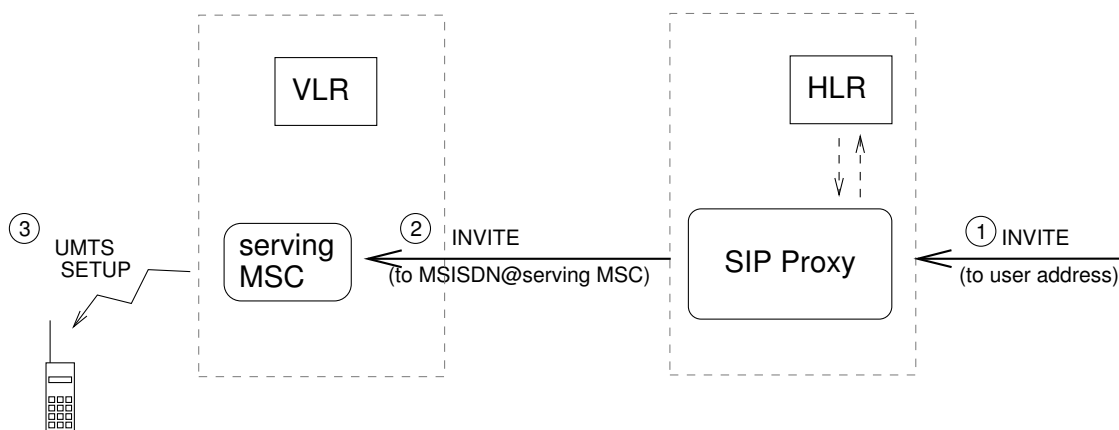 VLR
HLR
3
UMTS
SETUP
serving
MSC
2
INVITE
(to MSISDN@serving MSC)
SIP Proxy
1
INVITE
(to user address)